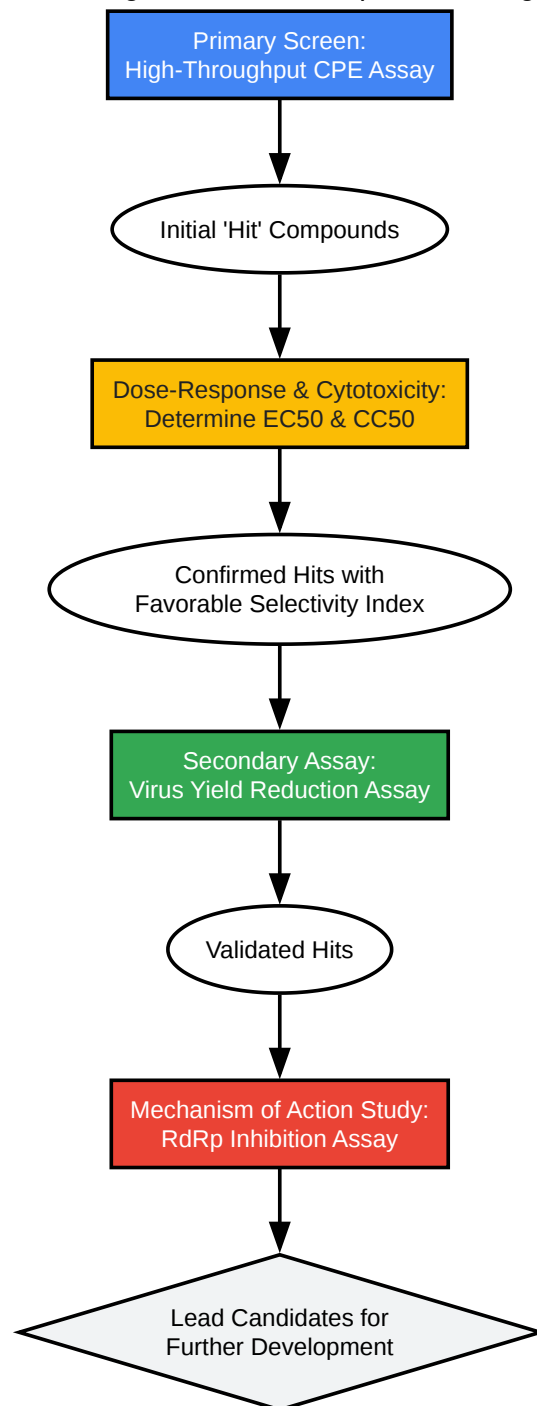 Primary Screen:
High-Throughput CPE Assay
Initial 'Hit' Compounds
Dose-Response & Cytotoxicity:
Determine EC50 & CC50
Confirmed Hits with
Favorable Selectivity Index
Secondary Assay:
Virus Yield Reduction Assay
Validated Hits
Mechanism of Action Study:
RdRp Inhibition Assay
Lead Candidates for
Further Development